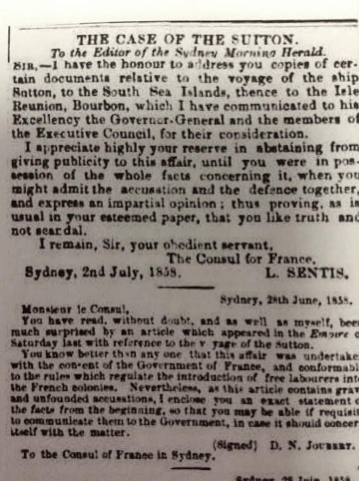 THE CASE OF THE SUTTON.
To the Editor of the Sydney Morning Herald.
SIR,—I have the honour to address you copies of cer-
tain documents relative to the voyage of the ship
Sutton, to the South Sea Islands, thence to the Isle
Reunion, Bourbon, which I have communicated to his
Excellency the Governor-General and the members of
the Executive Council, for their consideration.
I appreciate highly your reserve in abstaining from
giving publicity to this affair, until you were in pos-
session of the whole facts concerning it, when you
might admit the accusation and the defence together,
and express an impartial opinion; thus proving, as is
usual in your esteemed paper, that you like truth and
not scandal.
I remain, Sir, your obedient servant,
The Consul for France,
Sydney, 2nd July, 1858. L. SENTIS.
Sydney, 28th June, 1858.
Monsieur le Consul,
You have read, without doubt, and as well as myself, been
much surprised by an article which appeared in the Empire of
Saturday last with reference to the v yage of the Sutton.
You know better than any one that this affair was undertake
with the consent of the Government of France, and conformabl
to the rules which regulate the introduction of free labourers into
the French colonies. Nevertheless, as this article contains grav
and unfounded accusations, I enclose you an exact statement o
the facts from the beginning, so that you may be able if requisit
to communicate them to the Government, in case it should concer
itself with the matter.
(Signed) D. N. JOUBERT.
To the Consul of France in Sydney.
Sydney, 1858